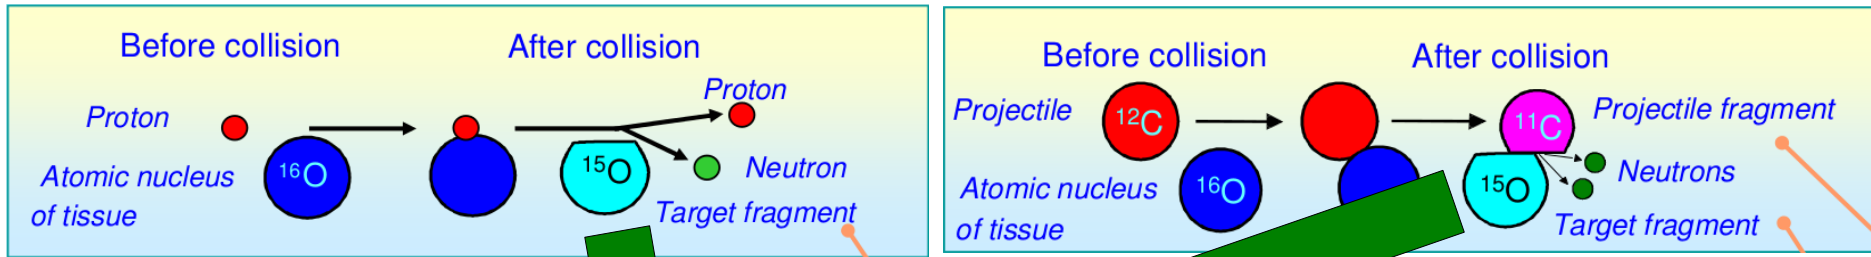 Before collision
After collision
Proton
Proton
¹⁶O
¹⁵O
Neutron
Atomic nucleus
of tissue
Target fragment
Before collision
After collision
Projectile
¹²C
¹¹C
Projectile fragment
Atomic nucleus
of tissue
¹⁶O
¹⁵O
Neutrons
Target fragment